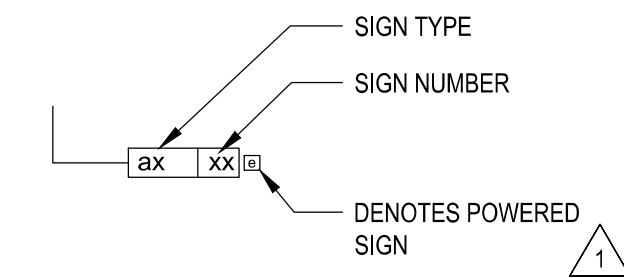 SIGN TYPE
SIGN NUMBER
ax xx e
DENOTES POWERED
SIGN
1